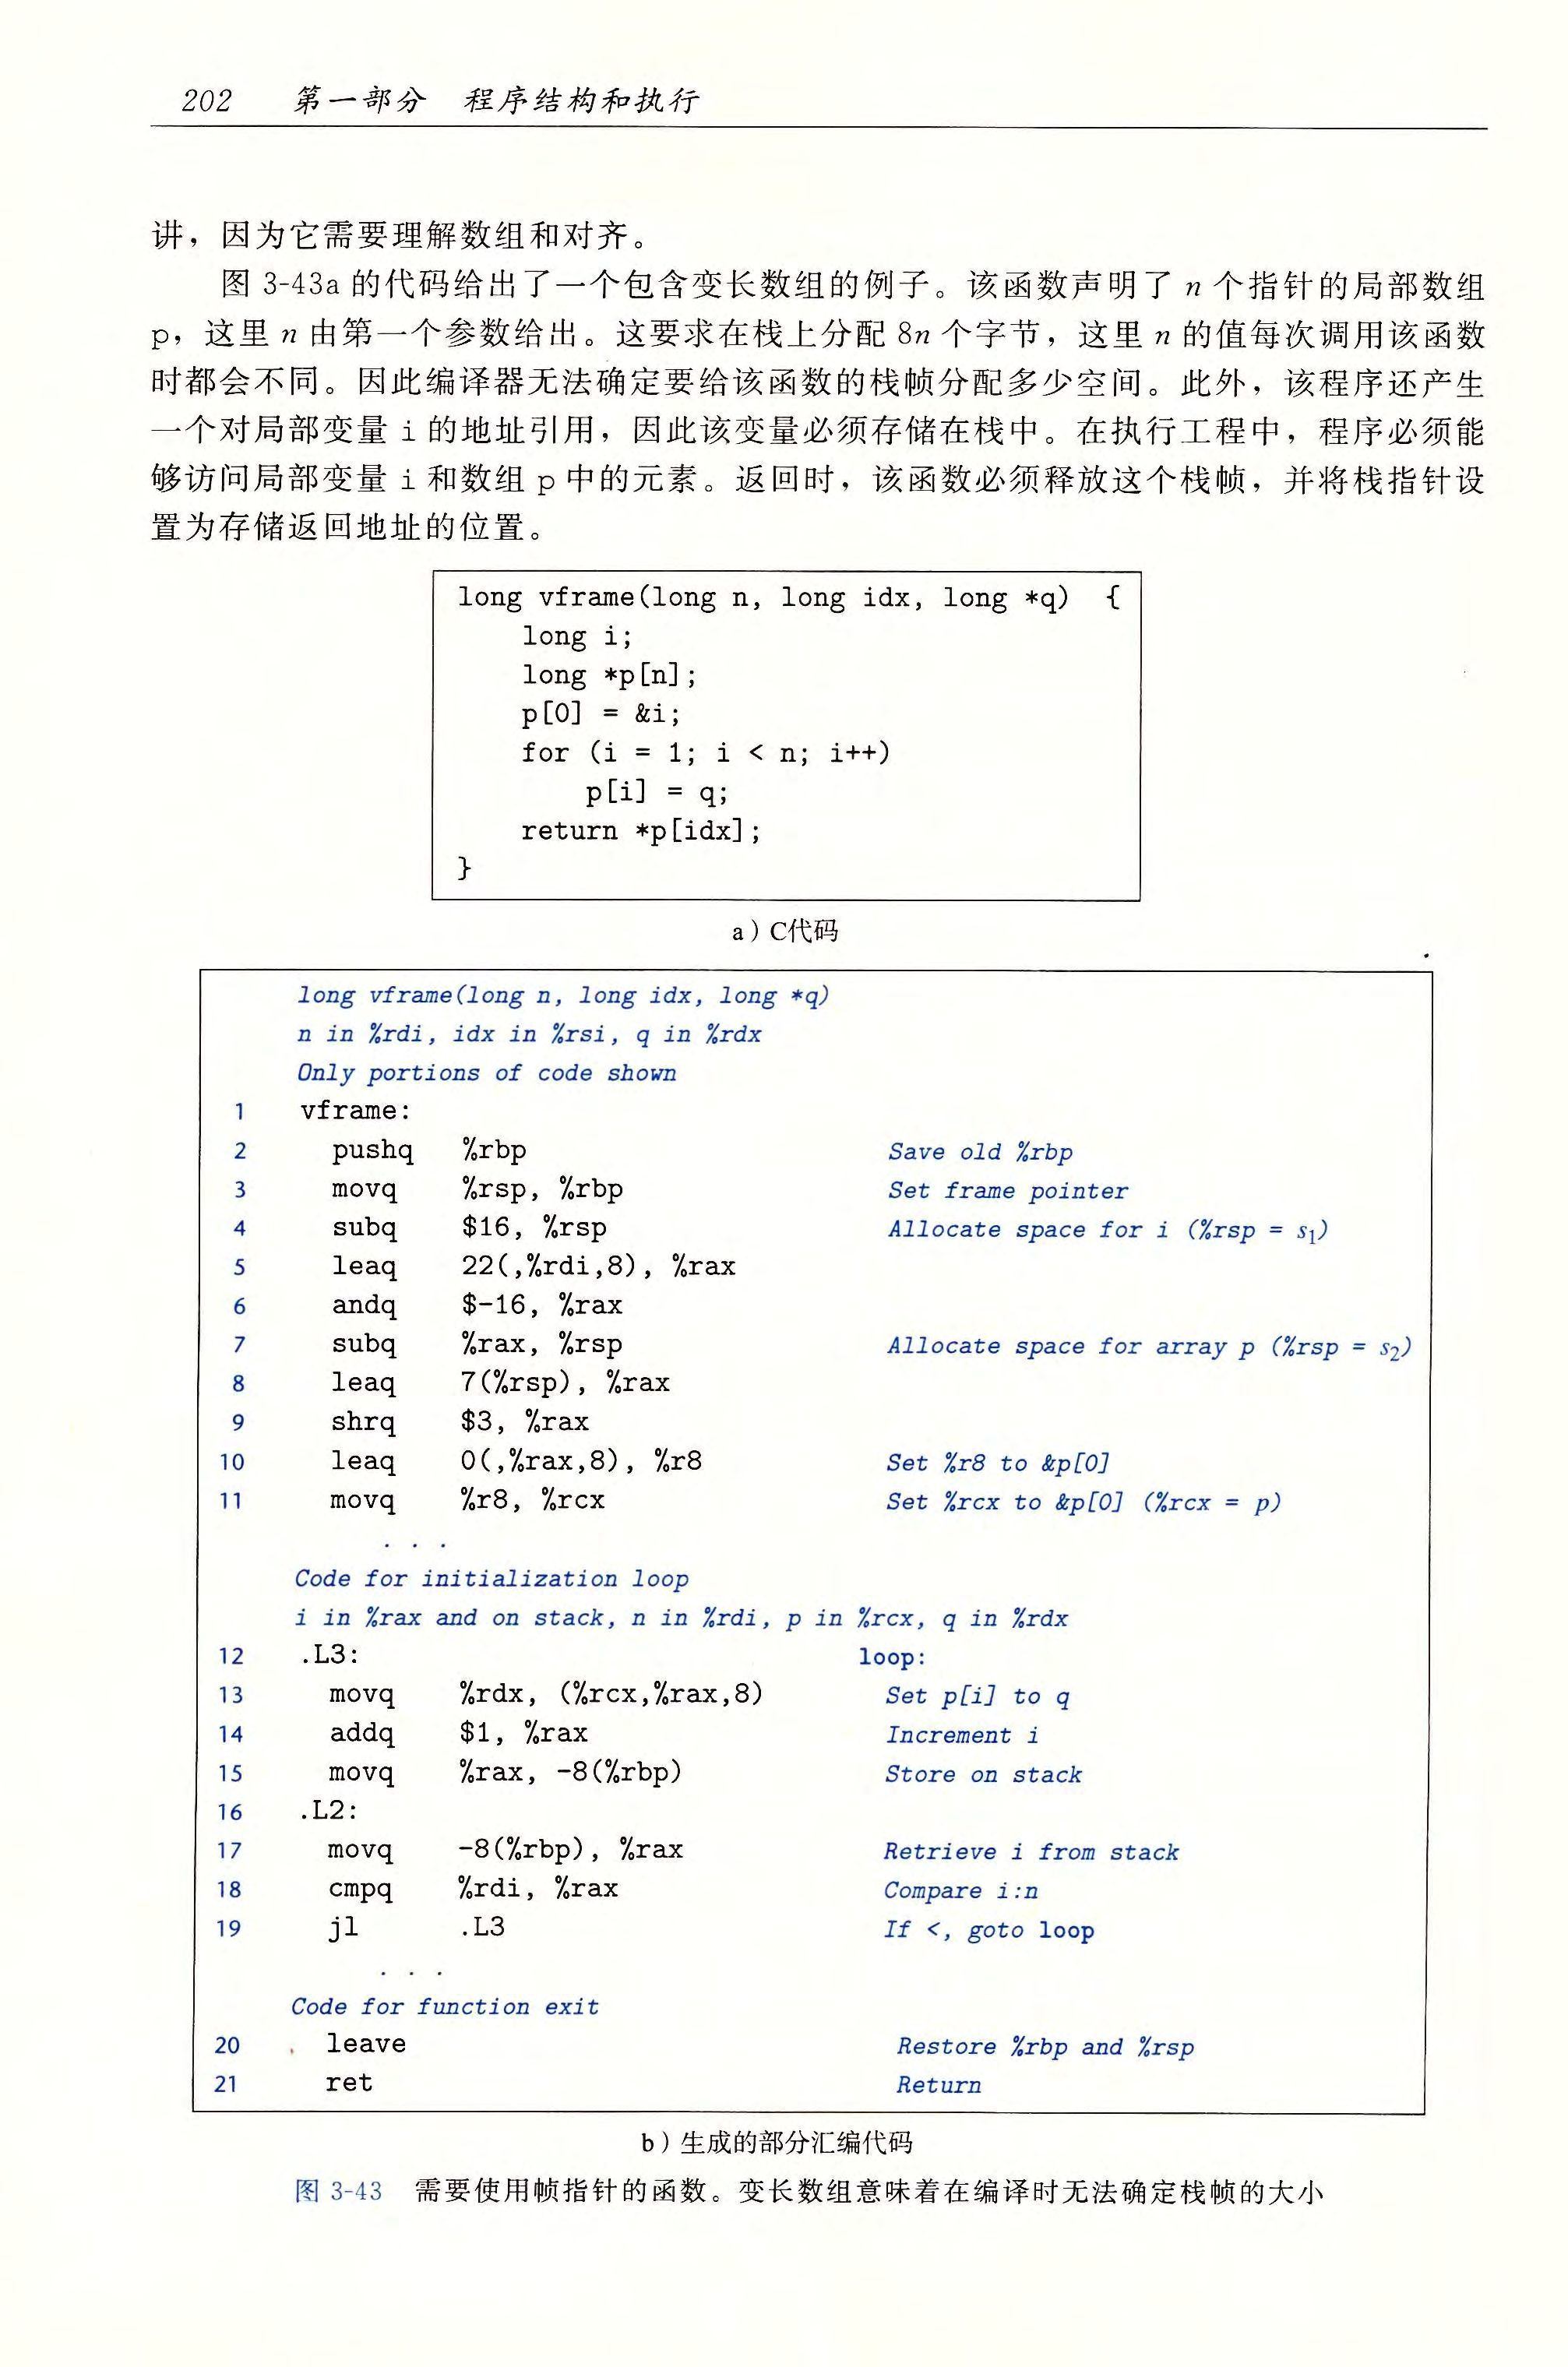 202 第一部分 程序结构和执行
讲，因为它需要理解数组和对齐。
图 3-43a 的代码给出了一个包含变长数组的例子。该函数声明了 n 个指针的局部数组
p，这里 n 由第一个参数给出。这要求在栈上分配 8n 个字节，这里 n 的值每次调用该函数
时都会不同。因此编译器无法确定要给该函数的栈帧分配多少空间。此外，该程序还产生
一个对局部变量 i 的地址引用，因此该变量必须存储在栈中。在执行工程中，程序必须能
够访问局部变量 i 和数组 p 中的元素。返回时，该函数必须释放这个栈帧，并将栈指针设
置为存储返回地址的位置。
long vframe(long n, long idx, long *q) {
long i;
long *p[n];
p[0] = &i;
for (i = 1; i < n; i++)
p[i] = q;
return *p[idx];
}
a）C代码
long vframe(long n, long idx, long *q)
n in %rdi, idx in %rsi, q in %rdx
Only portions of code shown
1 vframe:
2 pushq %rbp Save old %rbp
3 movq %rsp, %rbp Set frame pointer
4 subq $16, %rsp Allocate space for i (%rsp = s₁)
5 leaq 22(,%rdi,8), %rax
6 andq $-16, %rax
7 subq %rax, %rsp Allocate space for array p (%rsp = s₂)
8 leaq 7(%rsp), %rax
9 shrq $3, %rax
10 leaq 0(,%rax,8), %r8 Set %r8 to &p[0]
11 movq %r8, %rcx Set %rcx to &p[0] (%rcx = p)
. . .
Code for initialization loop
i in %rax and on stack, n in %rdi, p in %rcx, q in %rdx
12 .L3: loop:
13 movq %rdx, (%rcx,%rax,8) Set p[i] to q
14 addq $1, %rax Increment i
15 movq %rax, -8(%rbp) Store on stack
16 .L2:
17 movq -8(%rbp), %rax Retrieve i from stack
18 cmpq %rdi, %rax Compare i:n
19 jl .L3 If <, goto loop
. . .
Code for function exit
20 leave Restore %rbp and %rsp
21 ret Return
b）生成的部分汇编代码
图 3-43 需要使用帧指针的函数。变长数组意味着在编译时无法确定栈帧的大小